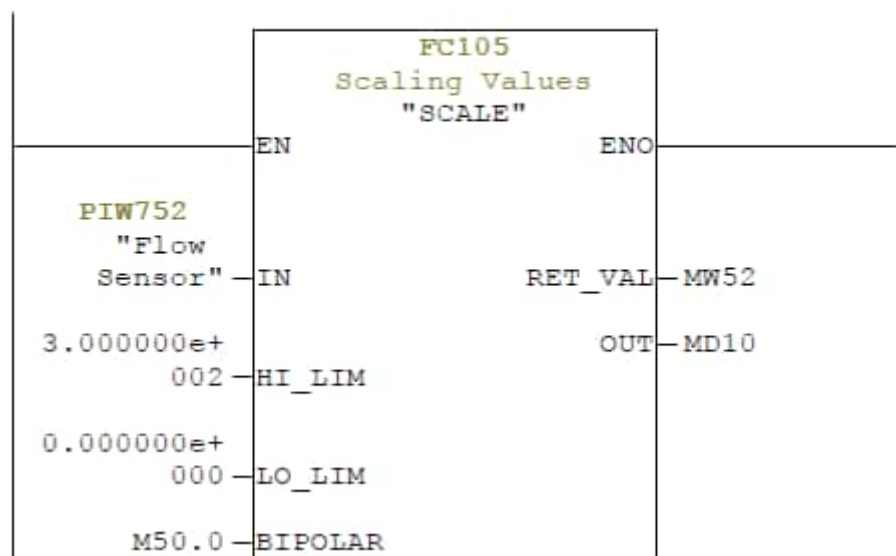 FC105
Scaling Values
"SCALE"
EN ENO
PIW752
"Flow
Sensor" IN RET_VAL MW52
3.000000e+ OUT MD10
002 HI_LIM
0.000000e+
000 LO_LIM
M50.0 BIPOLAR